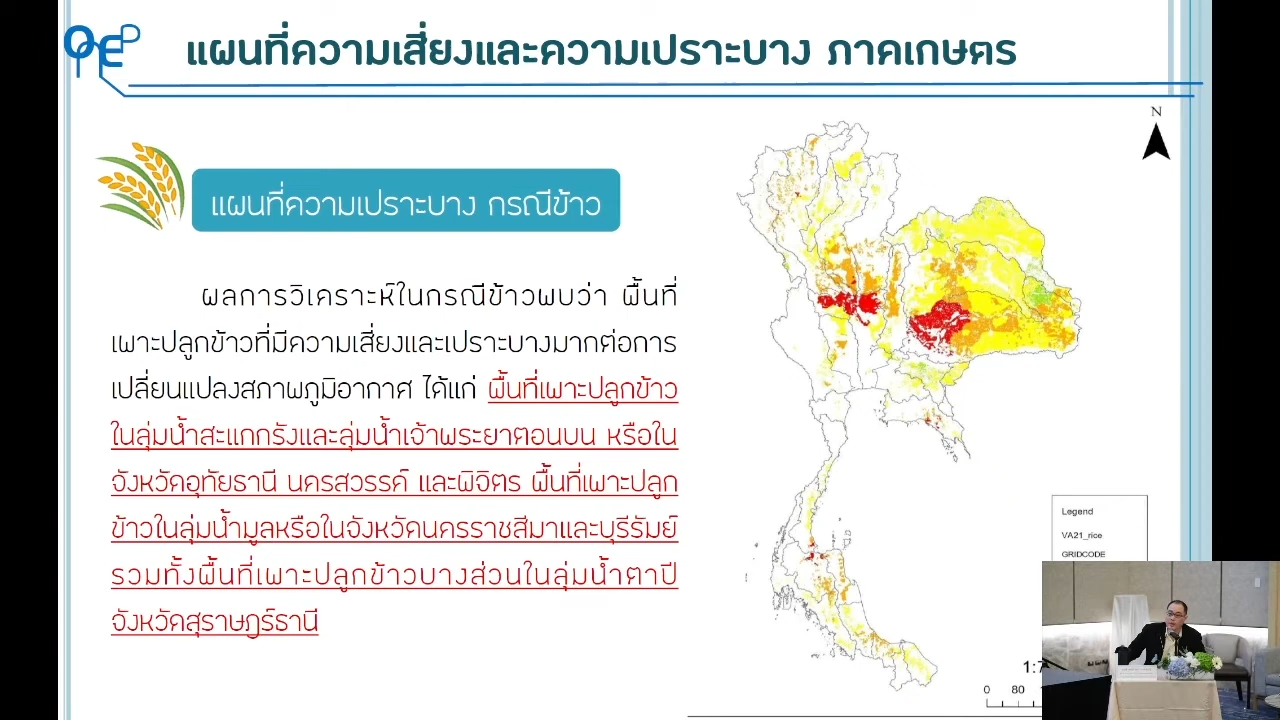 แผนที่ความเสี่ยงและความเปราะบาง ภาคเกษตร
แผนที่ความเปราะบาง กรณีข้าว
ผลการวิเคราะห์ในกรณีข้าวพบว่า พื้นที่
เพาะปลูกข้าวที่มีความเสี่ยงและเปราะบางมากต่อการ
เปลี่ยนแปลงสภาพภูมิอากาศ ได้แก่ พื้นที่เพาะปลูกข้าว
ในลุ่มน้ำสะแกกรังและลุ่มน้ำเจ้าพระยาตอนบน หรือใน
จังหวัดอุทัยธานี นครสวรรค์ และพิจิตร พื้นที่เพาะปลูก
ข้าวในลุ่มน้ำมูลหรือในจังหวัดนครราชสีมาและบุรีรัมย์
รวมทั้งพื้นที่เพาะปลูกข้าวบางส่วนในลุ่มน้ำตาปี
จังหวัดสุราษฎร์ธานี
N
Legend
VA21_rice
GRIDCODE
0 80